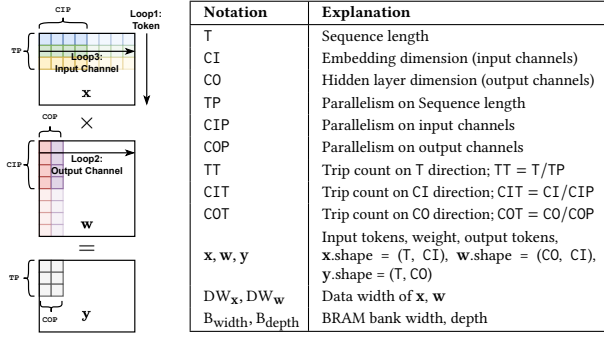 CIP
Loop1:
Token
TP
Loop3:
Input Channel
x
×
COP
CIP
Loop2:
Output Channel
w
=
TP
COP
y
Notation Explanation
T Sequence length
CI Embedding dimension (input channels)
CO Hidden layer dimension (output channels)
TP Parallelism on Sequence length
CIP Parallelism on input channels
COP Parallelism on output channels
TT Trip count on T direction; TT = T/TP
CIT Trip count on CI direction; CIT = CI/CIP
COT Trip count on CO direction; COT = CO/COP
Input tokens, weight, output tokens,
x, w, y x.shape = (T, CI), w.shape = (CO, CI),
y.shape = (T, CO)
DWx, DWw Data width of x, w
Bwidth, Bdepth BRAM bank width, depth